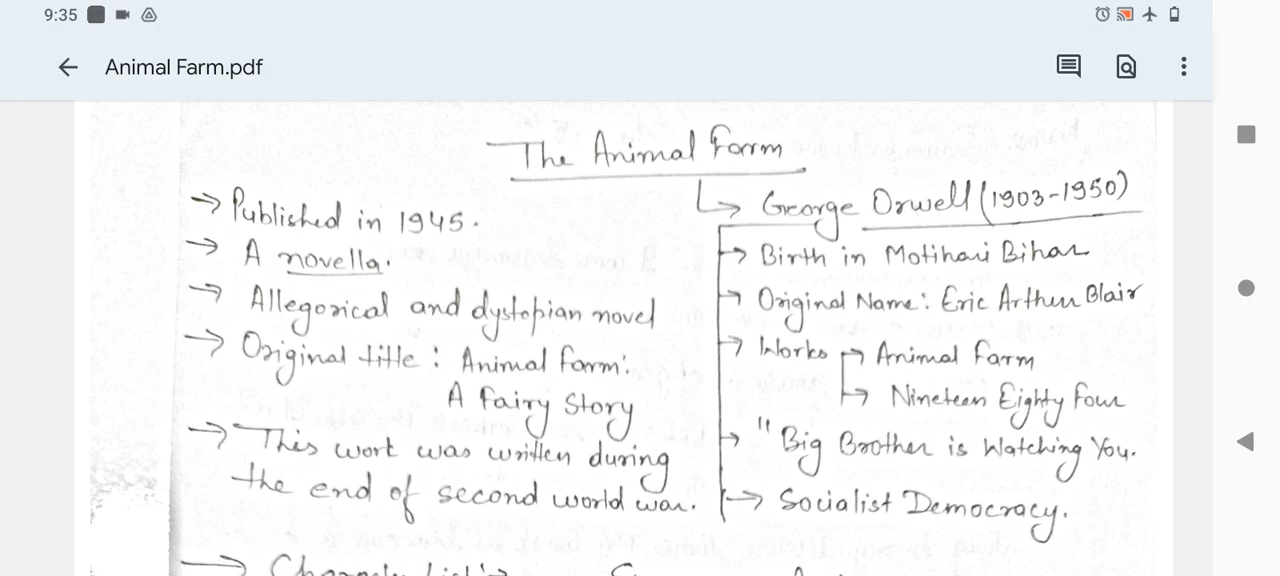 9:35
Animal Farm.pdf
The Animal Farm
→ Published in 1945.
→ A novella.
→ Allegorical and dystopian novel
→ Original title : Animal farm:
A Fairy Story
→ This work was written during
the end of second world war.
↳ George Orwell (1903-1950)
→ Birth in Motihari Bihar
→ Original Name: Eric Arthur Blair
→ Works → Animal Farm
→ Nineteen Eighty Four
→ "Big Brother is Watching You.
→ Socialist Democracy.